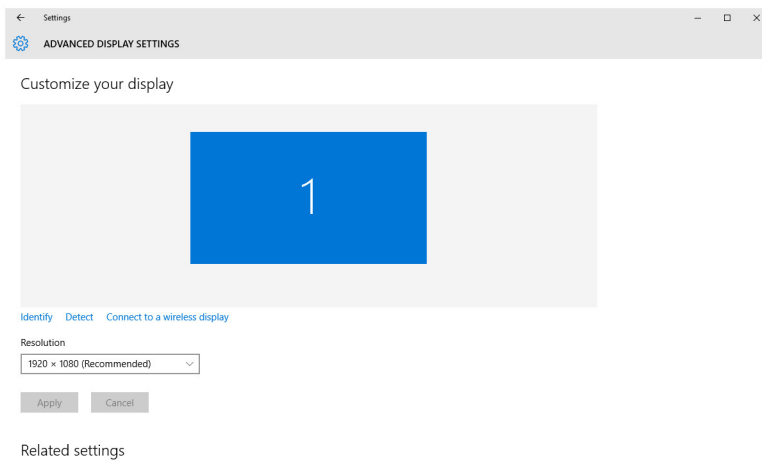 Settings
ADVANCED DISPLAY SETTINGS
Customize your display
1
Identify Detect Connect to a wireless display
Resolution
1920 × 1080 (Recommended)
Apply Cancel
Related settings